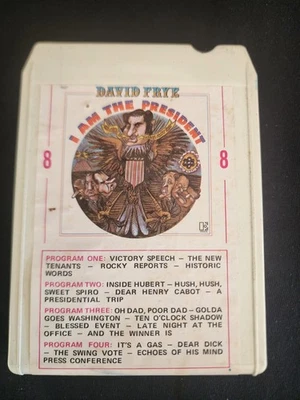 DAVID FRYE
I AM THE PRESIDENT
8 8
E
PROGRAM ONE: VICTORY SPEECH – THE NEW
TENANTS – ROCKY REPORTS – HISTORIC
WORDS
PROGRAM TWO: INSIDE HUBERT – HUSH, HUSH,
SWEET SPIRO – DEAR HENRY CABOT – A
PRESIDENTIAL TRIP
PROGRAM THREE: OH DAD, POOR DAD – GOLDA
GOES WASHINGTON – TEN O'CLOCK SHADOW
– BLESSED EVENT – LATE NIGHT AT THE
OFFICE – AND THE WINNER IS
PROGRAM FOUR: IT'S A GAS – DEAR DICK
– THE SWING VOTE – ECHOES OF HIS MIND
PRESS CONFERENCE